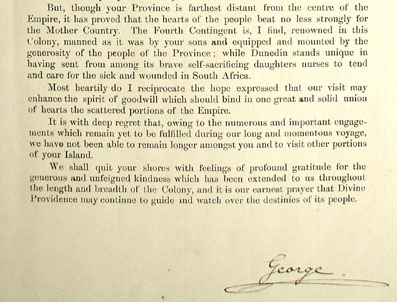 But, though your Province is farthest distant from the centre of the
Empire, it has proved that the hearts of the people beat no less strongly for
the Mother Country. The Fourth Contingent is, I find, renowned in this
Colony, manned as it was by your sons and equipped and mounted by the
generosity of the people of the Province; while Dunedin stands unique in
having sent from among its brave self-sacrificing daughters nurses to tend
and care for the sick and wounded in South Africa.
Most heartily do I reciprocate the hope expressed that our visit may
enhance the spirit of goodwill which should bind in one great and solid union
of hearts the scattered portions of the Empire.
It is with deep regret that, owing to the numerous and important engage-
ments which remain yet to be fulfilled during our long and momentous voyage,
we have not been able to remain longer amongst you and to visit other portions
of your Island.
We shall quit your shores with feelings of profound gratitude for the
generous and unfeigned kindness which has been extended to us throughout
the length and breadth of the Colony, and it is our earnest prayer that Divine
Providence may continue to guide and watch over the destinies of its people.
George.